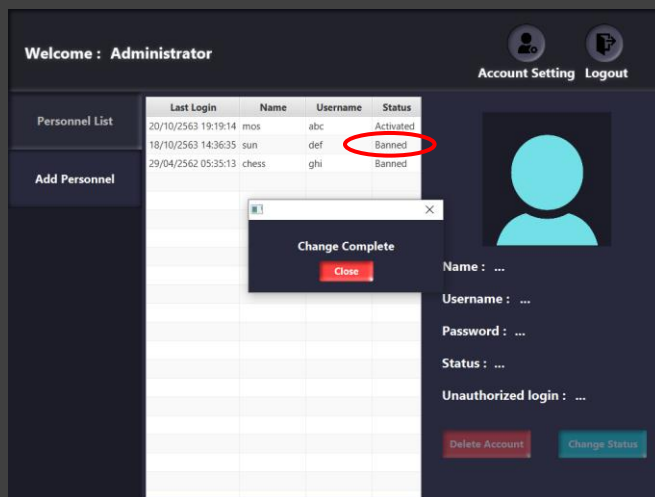 Welcome : Administrator
Account Setting Logout
Personnel List
Add Personnel
Last Login Name Username Status
20/10/2563 19:19:14 mos abc Activated
18/10/2563 14:36:35 sun def Banned
29/04/2562 05:35:13 chess ghi Banned
Change Complete
Close
Name : ...
Username : ...
Password : ...
Status : ...
Unauthorized login : ...
Delete Account Change Status